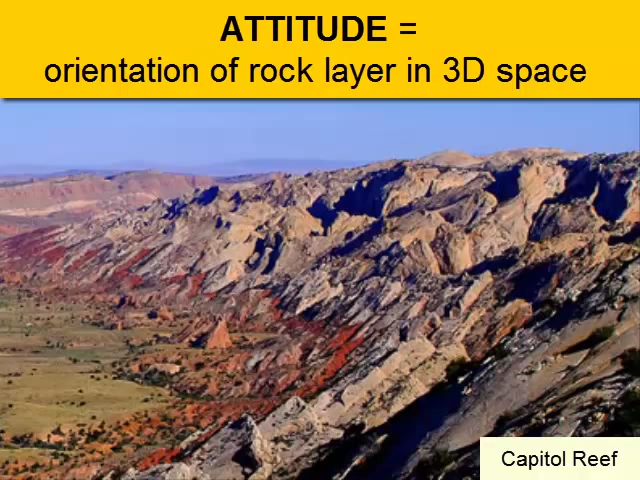 ATTITUDE =
orientation of rock layer in 3D space
Capitol Reef